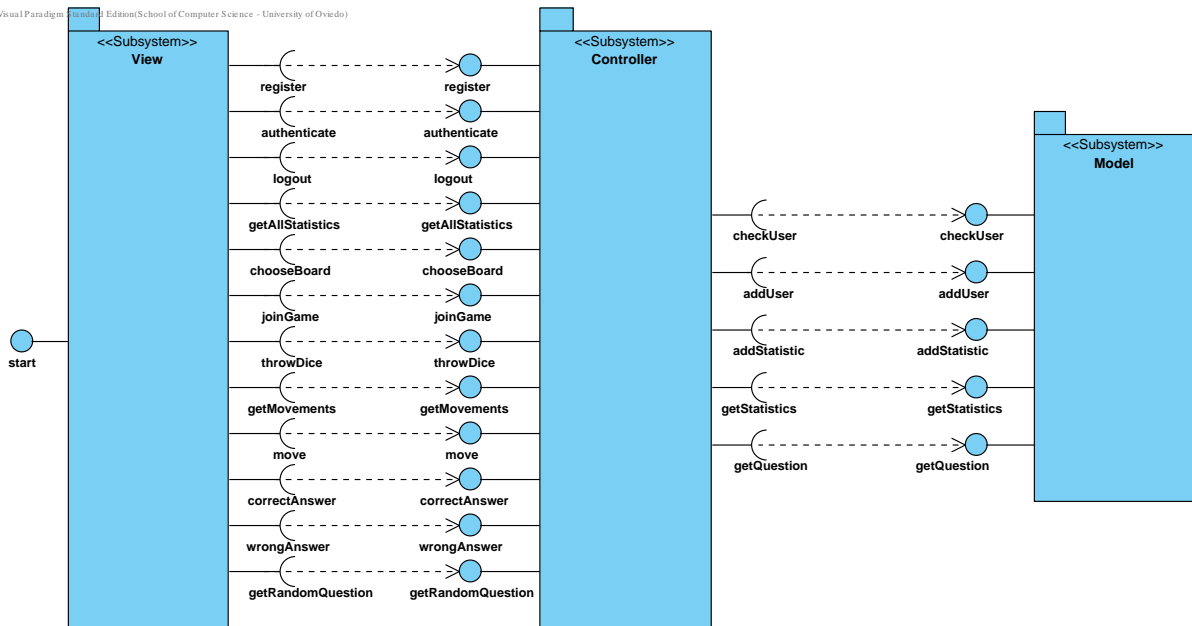 Visual Paradigm Standard Edition(School of Computer Science - University of Oviedo)
<<Subsystem>>
View
<<Subsystem>>
Controller
<<Subsystem>>
Model
start
register
register
authenticate
authenticate
logout
logout
getAllStatistics
getAllStatistics
chooseBoard
chooseBoard
joinGame
joinGame
throwDice
throwDice
getMovements
getMovements
move
move
correctAnswer
correctAnswer
wrongAnswer
wrongAnswer
getRandomQuestion
getRandomQuestion
checkUser
checkUser
addUser
addUser
addStatistic
addStatistic
getStatistics
getStatistics
getQuestion
getQuestion